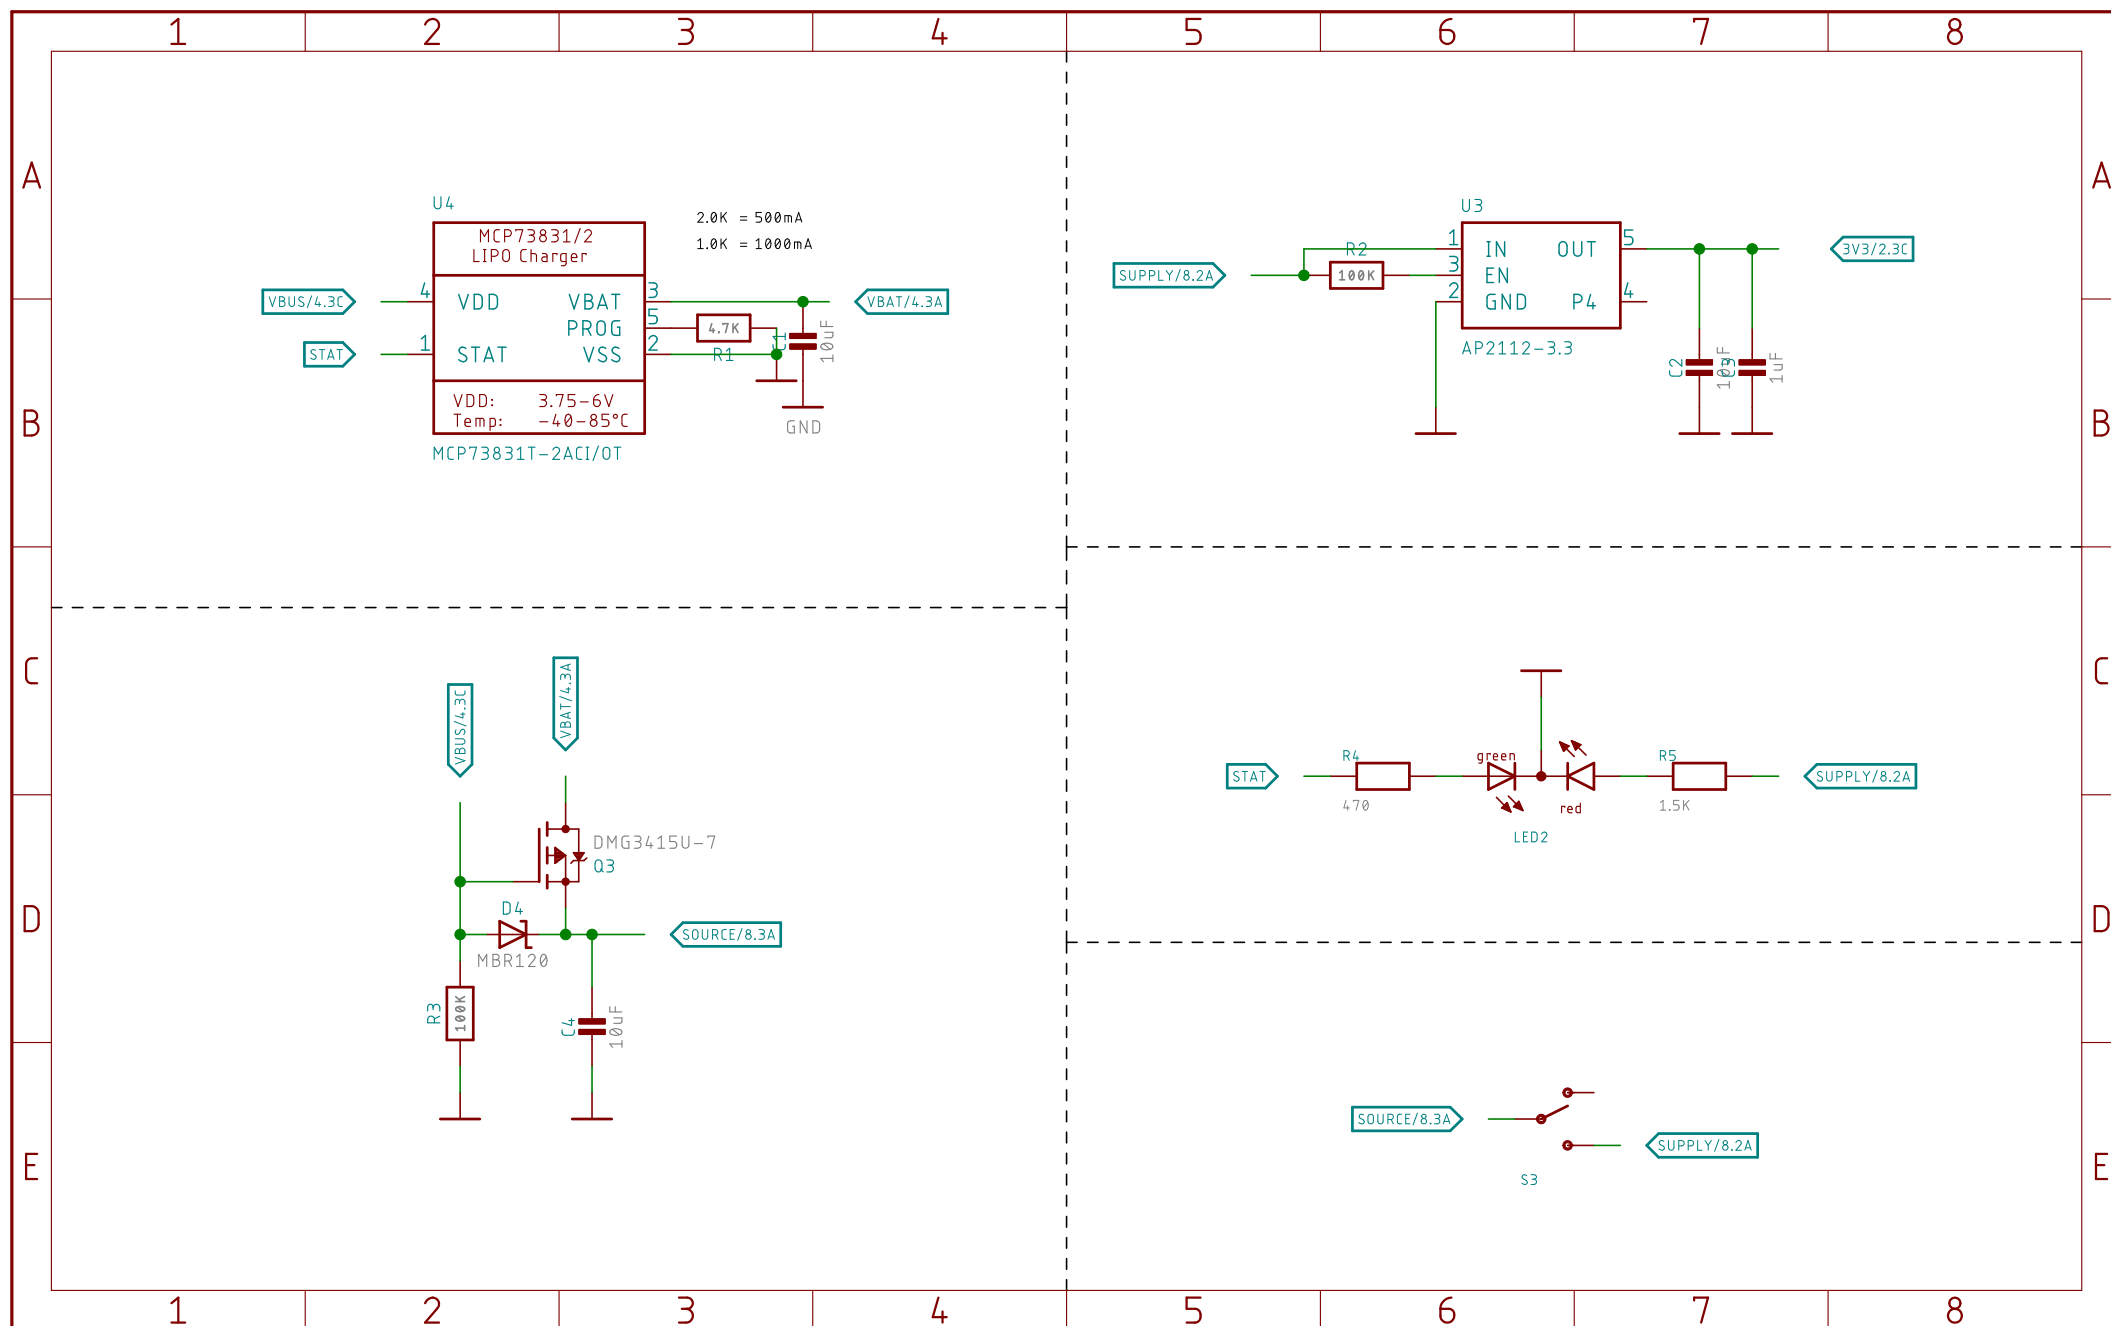 1 2 3 4 5 6 7 8
A A
U4
MCP73831/2
LIPO Charger
2.0K = 500mA
1.0K = 1000mA
VBUS/4.3C
4 VDD VBAT 3
VBAT/4.3A
PROG 5
4.7K
R1
STAT
1 STAT VSS 2
C1
10uF
VDD: 3.75-6V
Temp: -40-85°C
GND
MCP73831T-2ACI/OT
U3
SUPPLY/8.2A
R2
100K
1 IN OUT 5
3 EN
2 GND P4 4
AP2112-3.3
3V3/2.3C
C2
10uF
C3
1uF
B B
C C
VBUS/4.3C
VBAT/4.3A
DMG3415U-7
Q3
D4
MBR120
SOURCE/8.3A
R3
100K
C4
10uF
STAT
R4
470
green
red
LED2
R5
1.5K
SUPPLY/8.2A
D D
SOURCE/8.3A
SUPPLY/8.2A
S3
E E
1 2 3 4 5 6 7 8